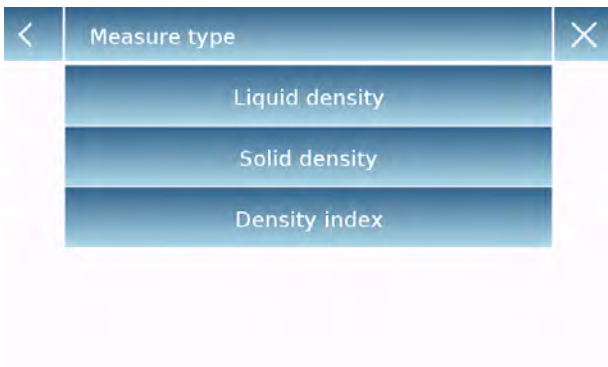 Measure type
Liquid density
Solid density
Density index